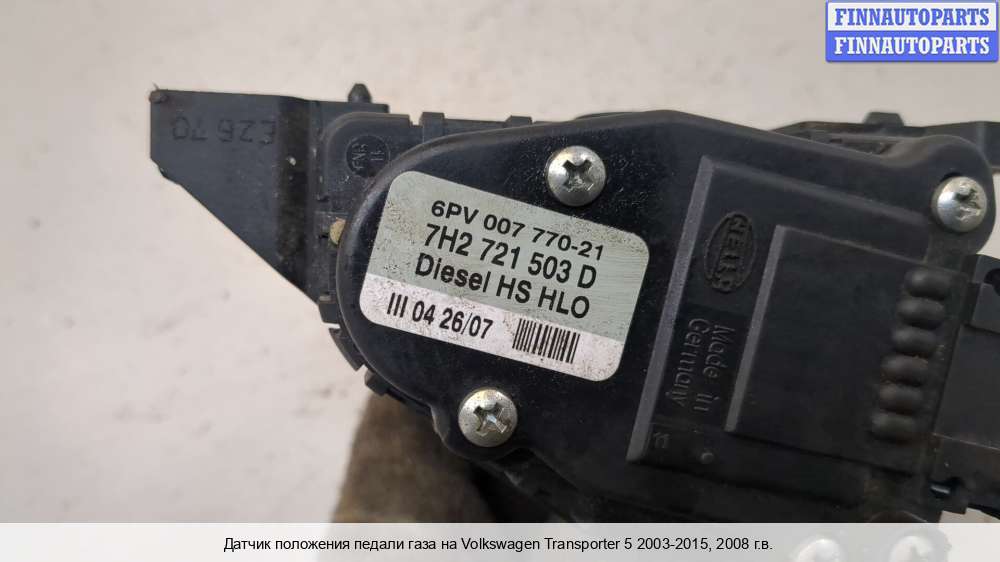 FINNAUTOPARTS
FINNAUTOPARTS
6PV 007 770-21
7H2 721 503 D
Diesel HS HLO
III 04 26/07
HELLA
Made in
Germany
Датчик положения педали газа на Volkswagen Transporter 5 2003-2015, 2008 г.в.